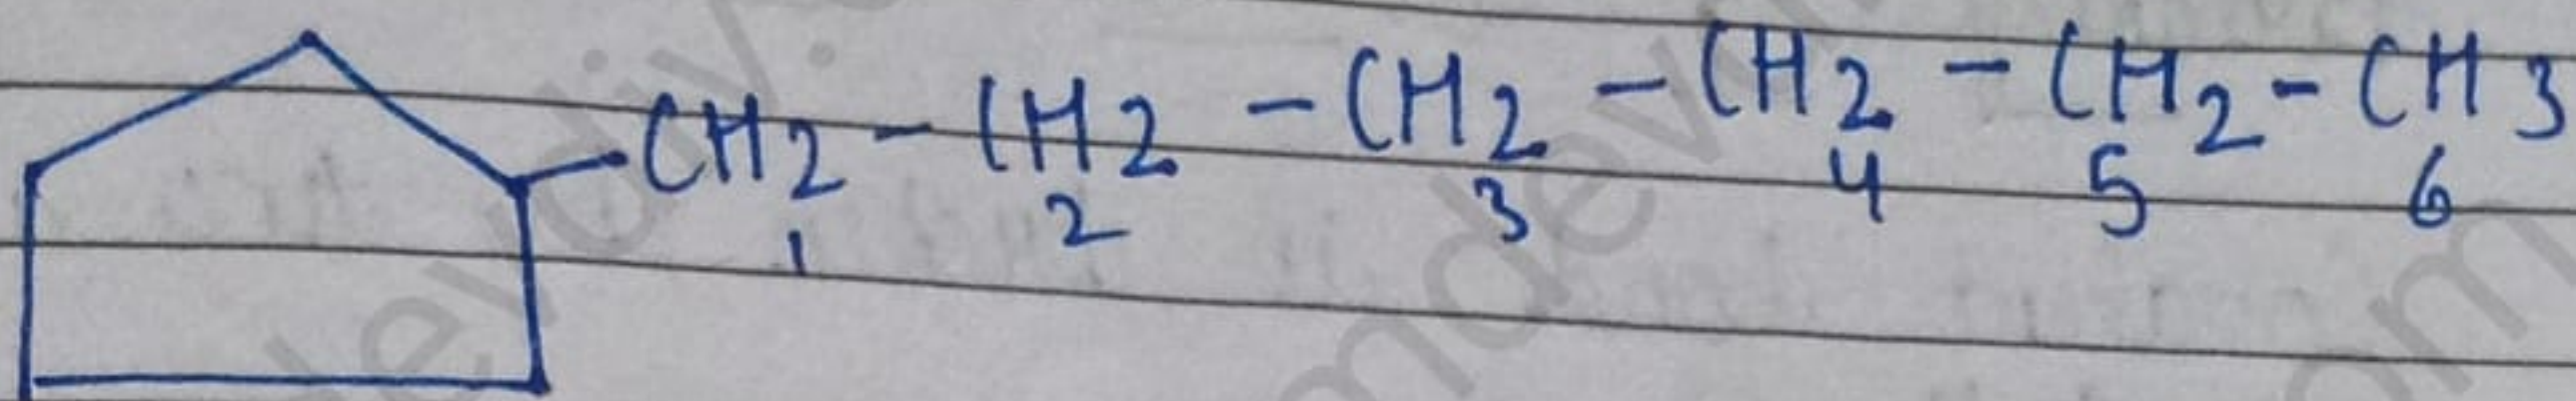 CH2 - CH2 - CH2 - CH2 - CH2 - CH3
1 2 3 4 5 6